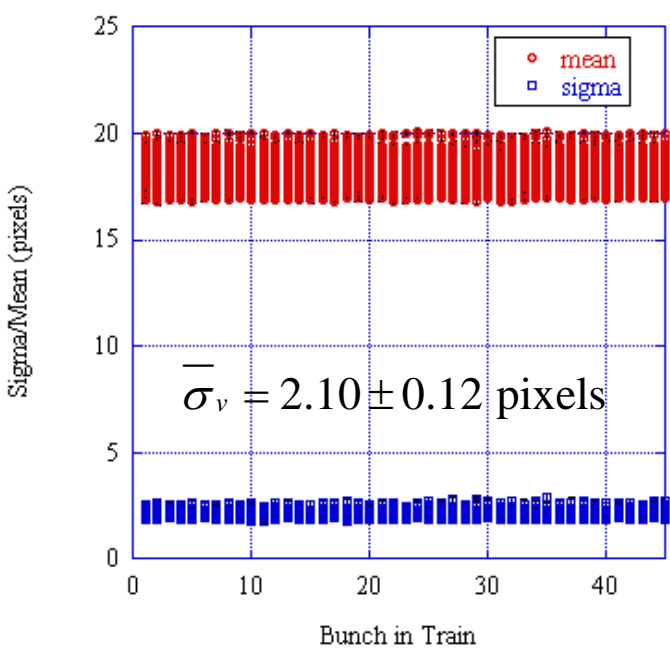 25
20
15
10
5
0
Sigma/Mean (pixels)
mean
sigma
σ̅ᵥ = 2.10 ± 0.12 pixels
0 10 20 30 40
Bunch in Train